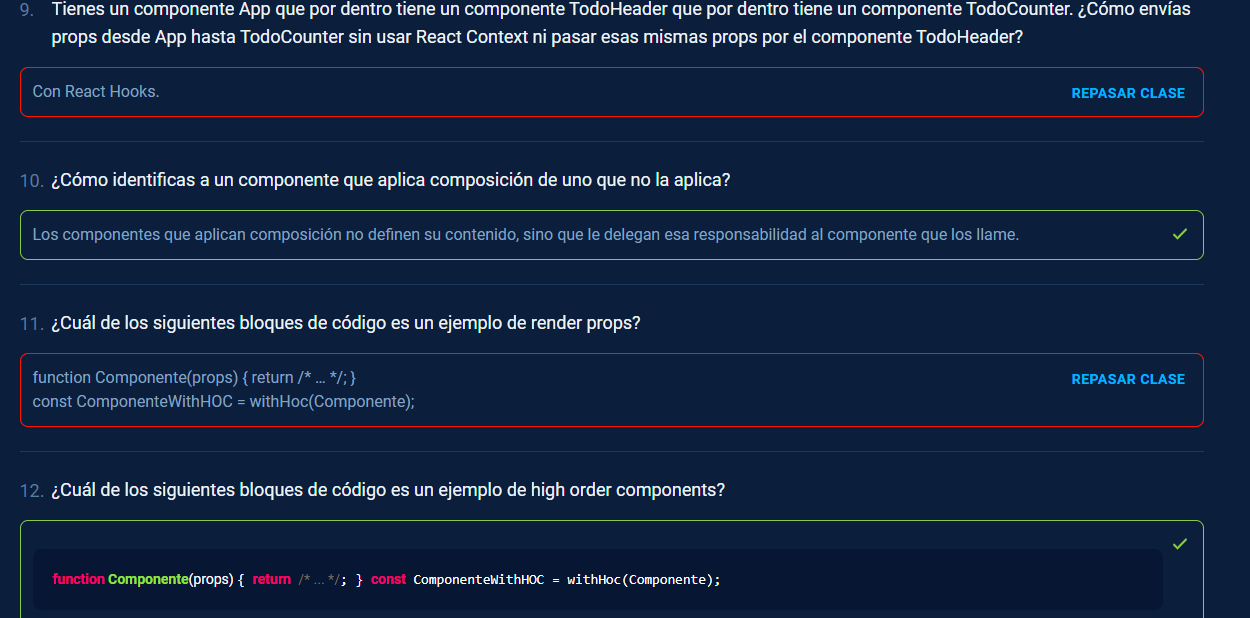 9. Tienes un componente App que por dentro tiene un componente TodoHeader que por dentro tiene un componente TodoCounter. ¿Cómo envías
props desde App hasta TodoCounter sin usar React Context ni pasar esas mismas props por el componente TodoHeader?
Con React Hooks.
REPASAR CLASE
10. ¿Cómo identificas a un componente que aplica composición de uno que no la aplica?
Los componentes que aplican composición no definen su contenido, sino que le delegan esa responsabilidad al componente que los llame.
11. ¿Cuál de los siguientes bloques de código es un ejemplo de render props?
function Componente(props) { return /* ... */; }
REPASAR CLASE
const ComponenteWithHOC = withHoc(Componente);
12. ¿Cuál de los siguientes bloques de código es un ejemplo de high order components?
function Componente(props) { return /* ... */; } const ComponenteWithHOC = withHoc(Componente);